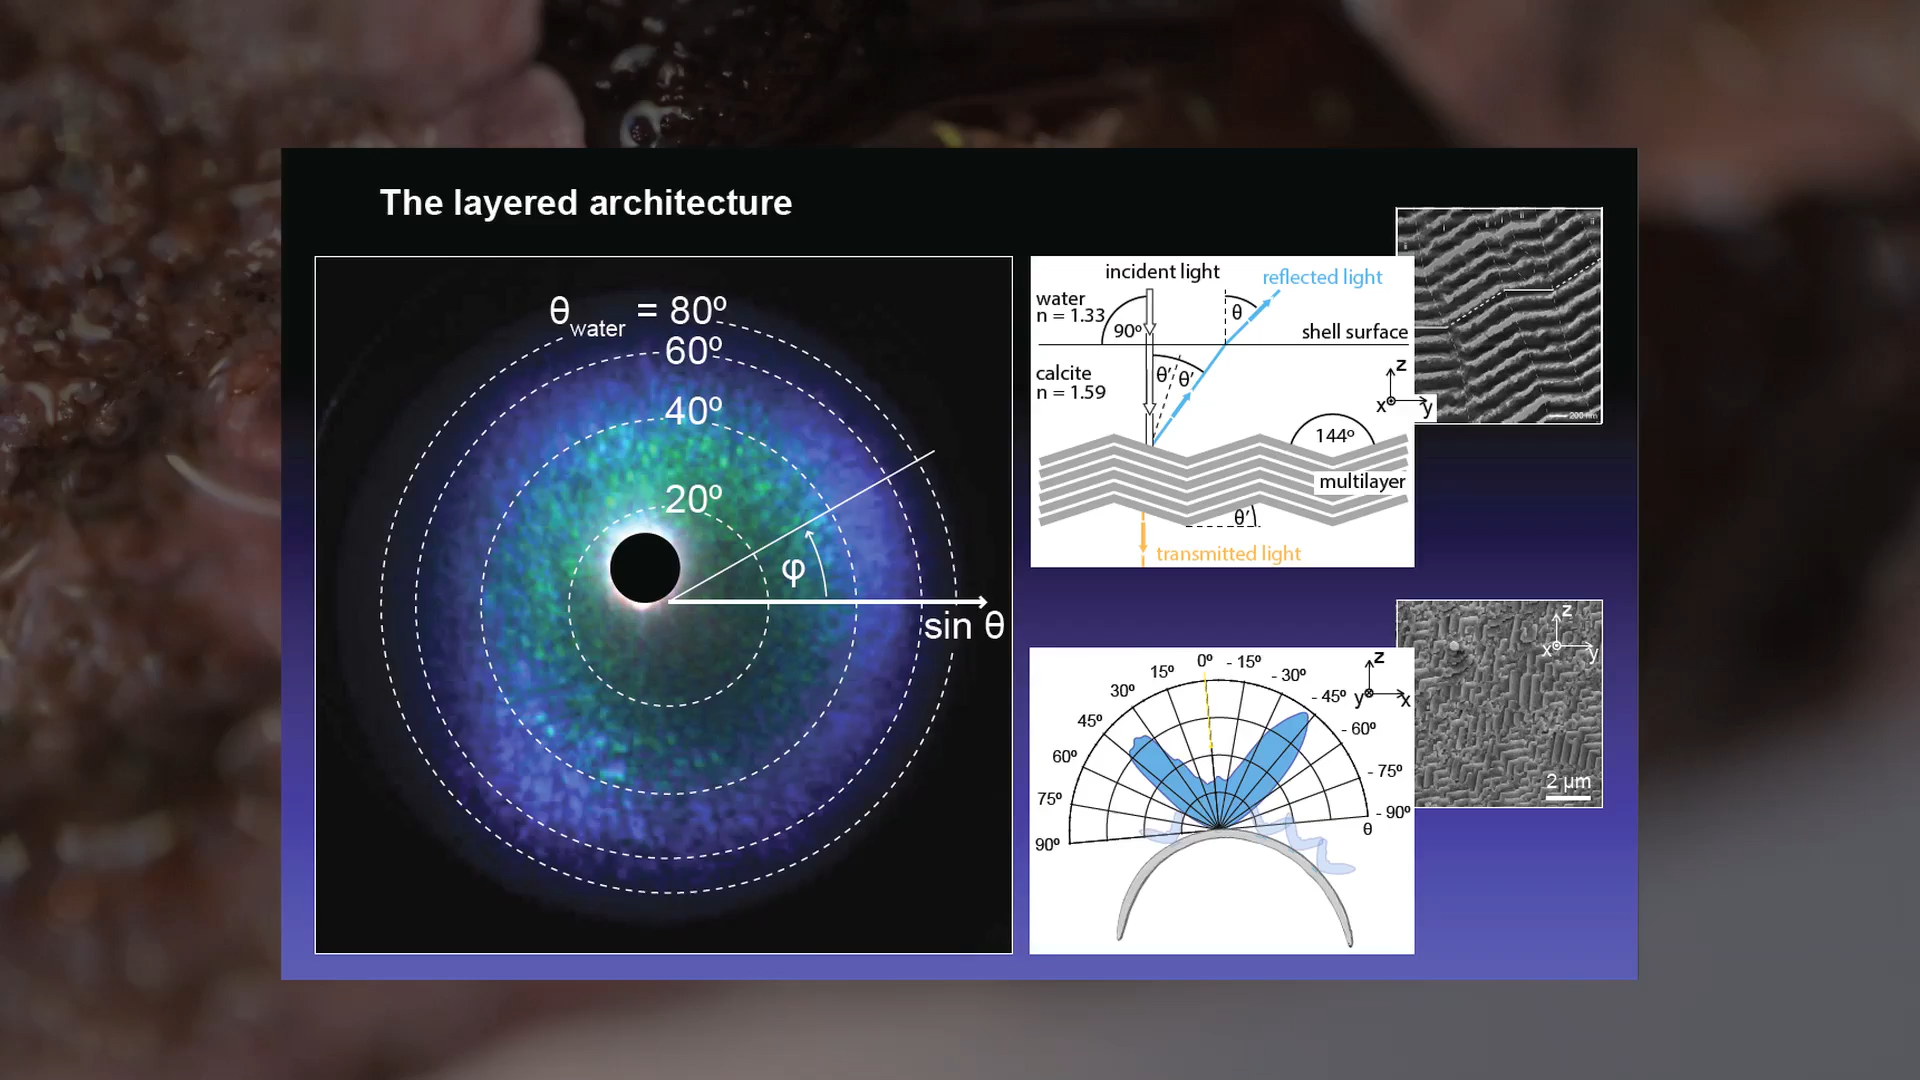 The layered architecture
θwater = 80º
60º
40º
20º
φ
sin θ
incident light
reflected light
water
n = 1.33
90º
θ
shell surface
calcite
n = 1.59
θ′ θ′
z
x y
144º
multilayer
θ′
transmitted light
200 nm
0º
15º - 15º
30º - 30º
45º - 45º
60º - 60º
75º - 75º
90º - 90º
θ
z
y x
z
x y
2 µm